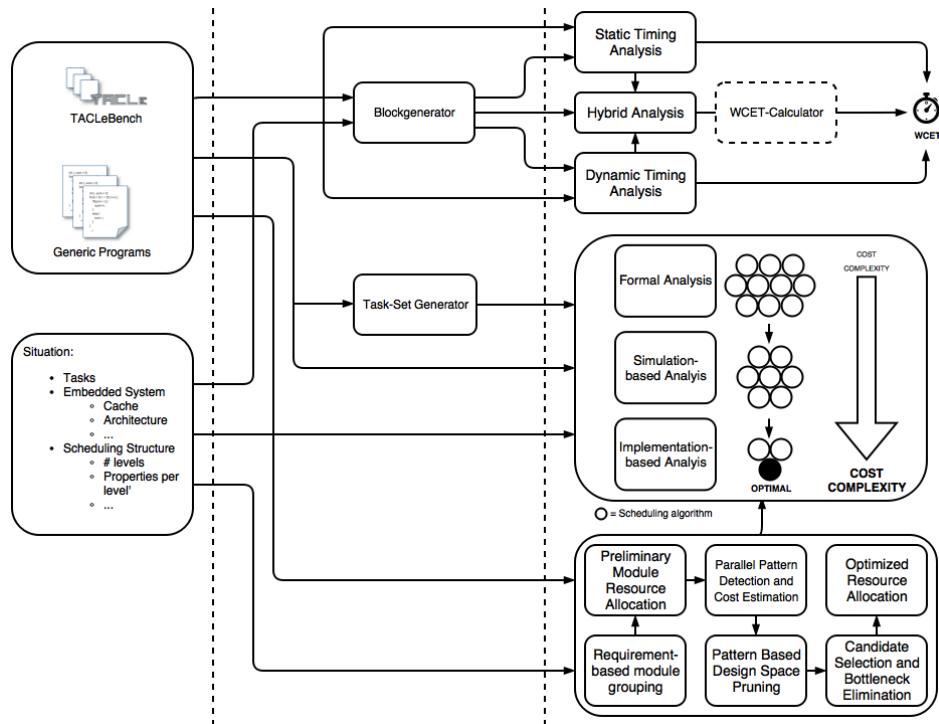 TACLe
TACLeBench
Generic Programs
Situation:
• Tasks
• Embedded System
◦ Cache
◦ Architecture
◦ ...
• Scheduling Structure
◦ # levels
◦ Properties per
level'
◦ ...
Blockgenerator
Task-Set Generator
Static Timing
Analysis
Hybrid Analysis
Dynamic Timing
Analysis
WCET-Calculator
WCET
Formal Analysis
Simulation-
based Analyis
Implementation-
based Analyis
OPTIMAL
COST
COMPLEXITY
COST
COMPLEXITY
= Scheduling algorithm
Preliminary
Module
Resource
Allocation
Parallel Pattern
Detection and
Cost Estimation
Optimized
Resource
Allocation
Requirement-
based module
grouping
Pattern Based
Design Space
Pruning
Candidate
Selection and
Bottleneck
Elimination